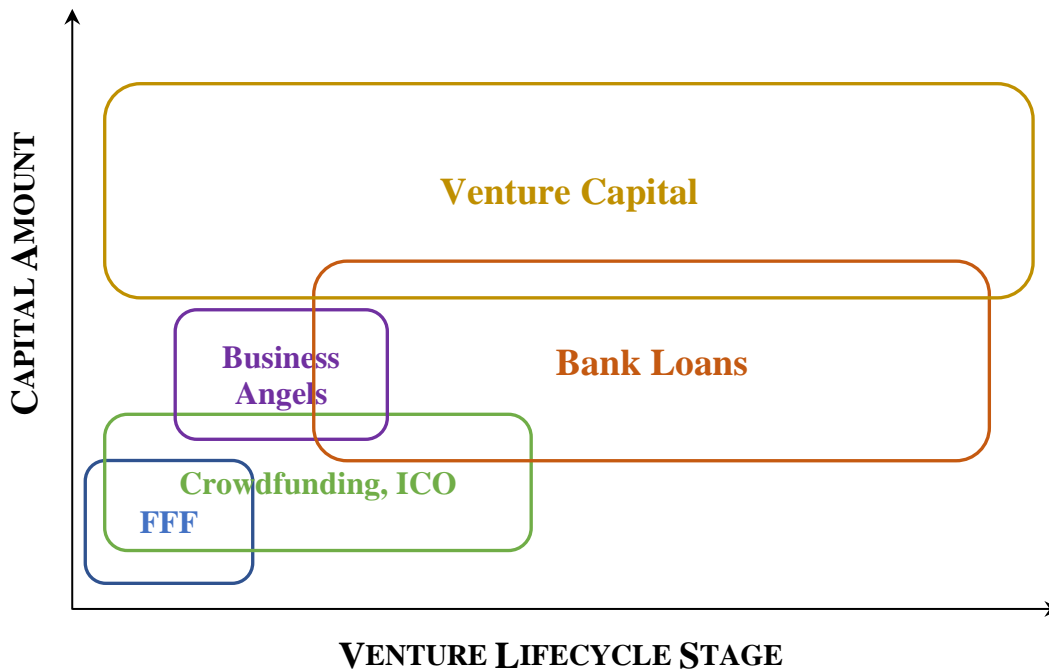 CAPITAL AMOUNT
Venture Capital
Business
Angels
Bank Loans
Crowdfunding, ICO
FFF
VENTURE LIFECYCLE STAGE